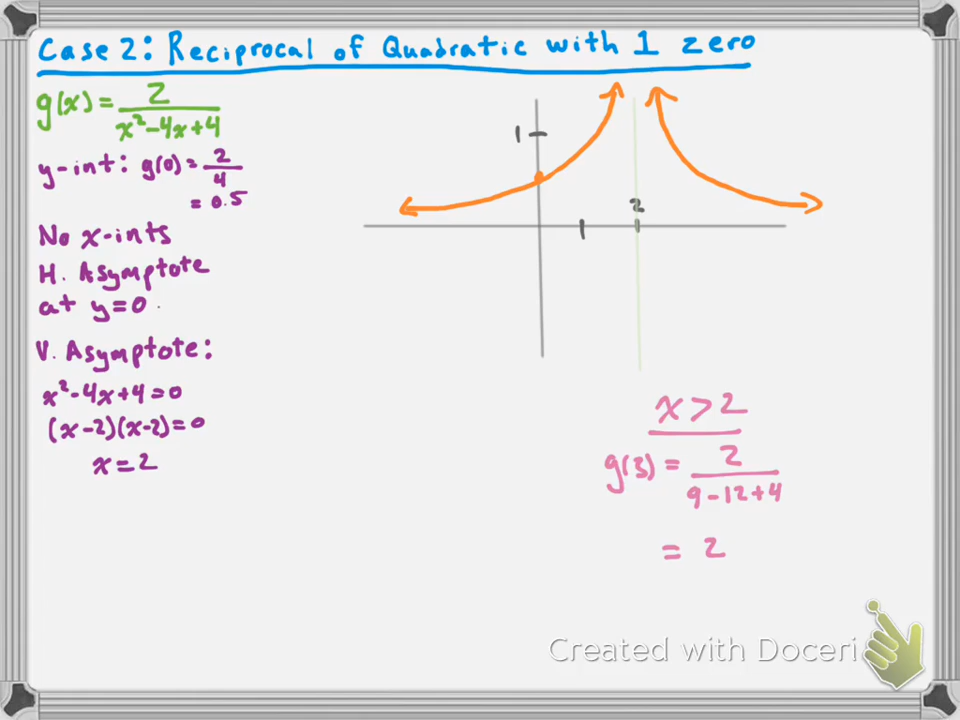 Case 2: Reciprocal of Quadratic with 1 zero
g(x) = 2 / (x² - 4x + 4)
y-int: g(0) = 2/4
= 0.5
No x-ints
H. Asymptote
at y = 0
V. Asymptote:
x² - 4x + 4 = 0
(x - 2)(x - 2) = 0
x = 2
1
1
2
x > 2
g(3) = 2 / (9 - 12 + 4)
= 2
Created with Doceri